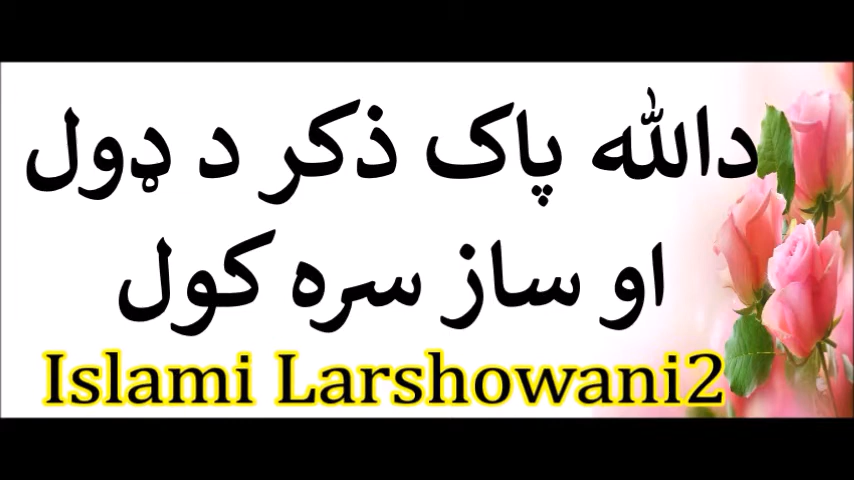 دالله پاک ذکر د ډول
او ساز سره کول
Islami Larshowani2